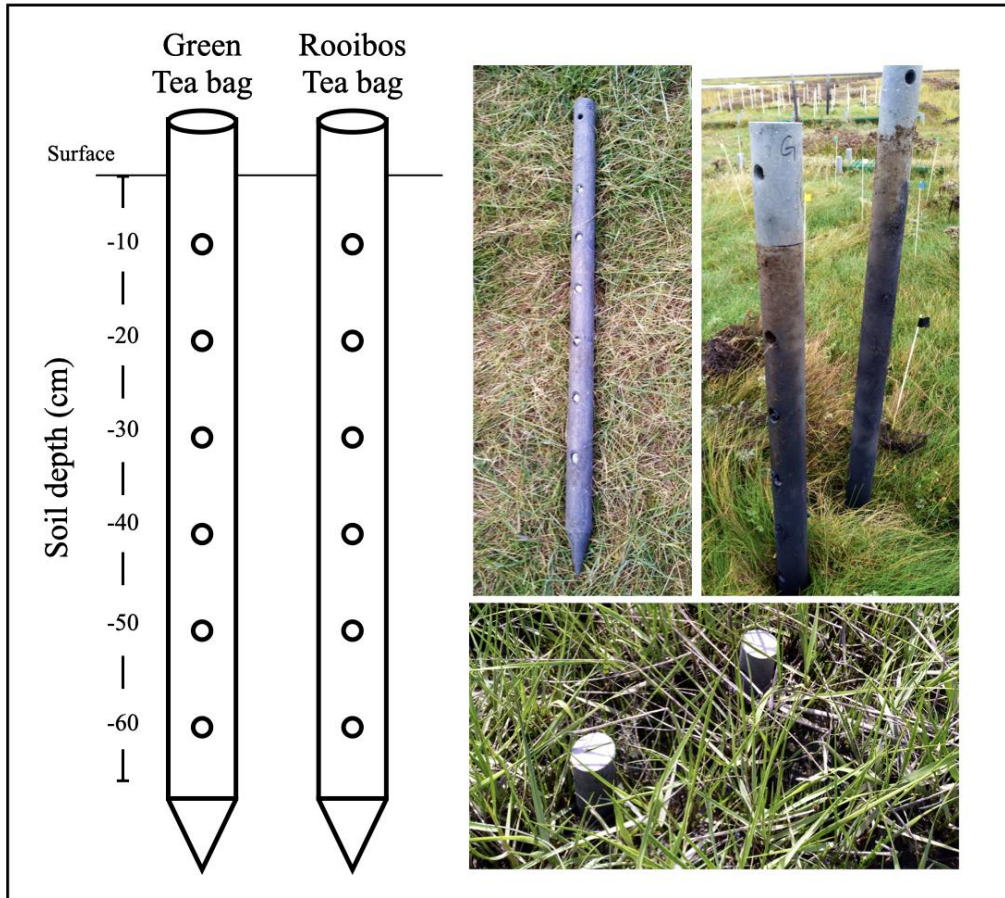 Green
Tea bag
Rooibos
Tea bag
Surface
Soil depth (cm)
-10
-20
-30
-40
-50
-60
G